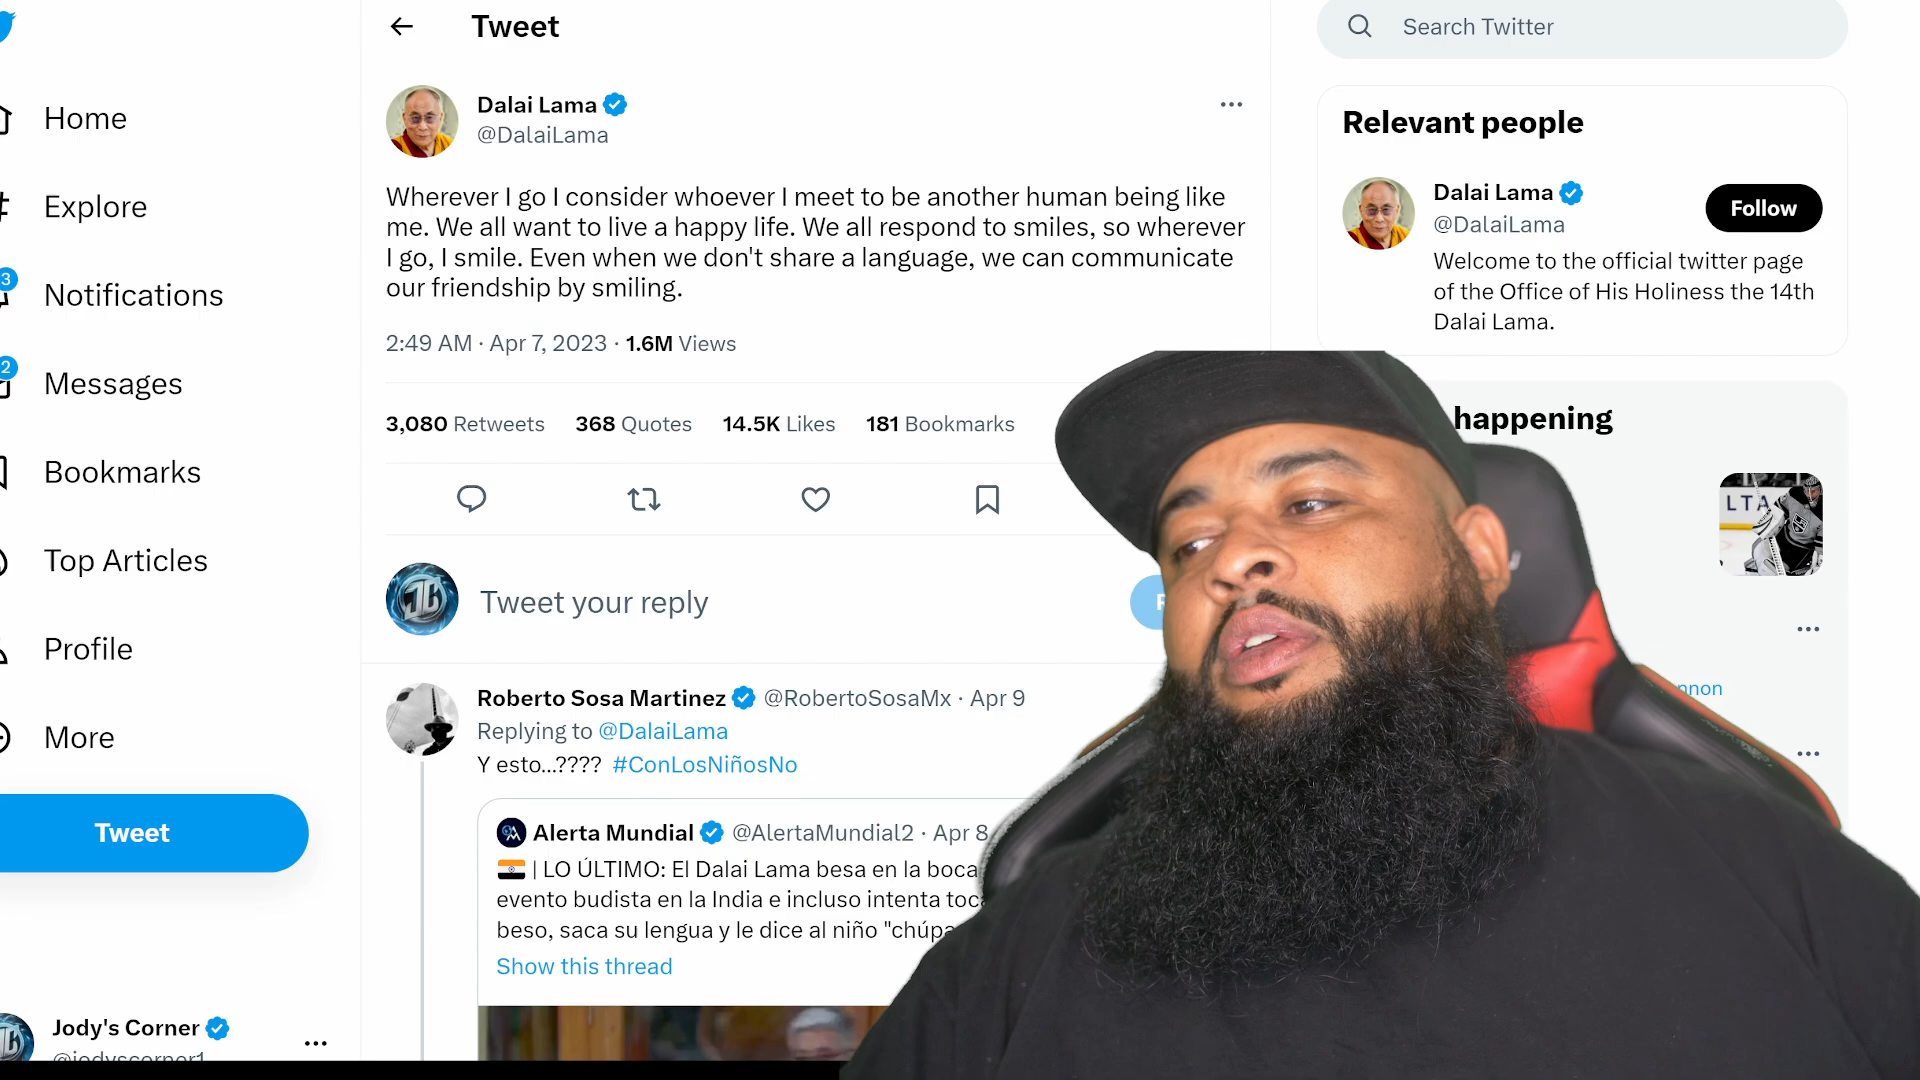 Tweet
Search Twitter
Home
Explore
3
Notifications
2
Messages
Bookmarks
Top Articles
Profile
More
Tweet
Jody's Corner
@jodyscorner1
Dalai Lama
@DalaiLama
Wherever I go I consider whoever I meet to be another human being like
me. We all want to live a happy life. We all respond to smiles, so wherever
I go, I smile. Even when we don't share a language, we can communicate
our friendship by smiling.
2:49 AM · Apr 7, 2023 · 1.6M Views
3,080 Retweets 368 Quotes 14.5K Likes 181 Bookmarks
Tweet your reply
Roberto Sosa Martinez @RobertoSosaMx · Apr 9
Replying to @DalaiLama
Y esto...???? #ConLosNiñosNo
Alerta Mundial @AlertaMundial2 · Apr 8
| LO ÚLTIMO: El Dalai Lama besa en la boca
evento budista en la India e incluso intenta
beso, saca su lengua y le dice al niño
Show this thread
Relevant people
Dalai Lama
@DalaiLama
Follow
Welcome to the official twitter page
of the Office of His Holiness the 14th
Dalai Lama.
happening